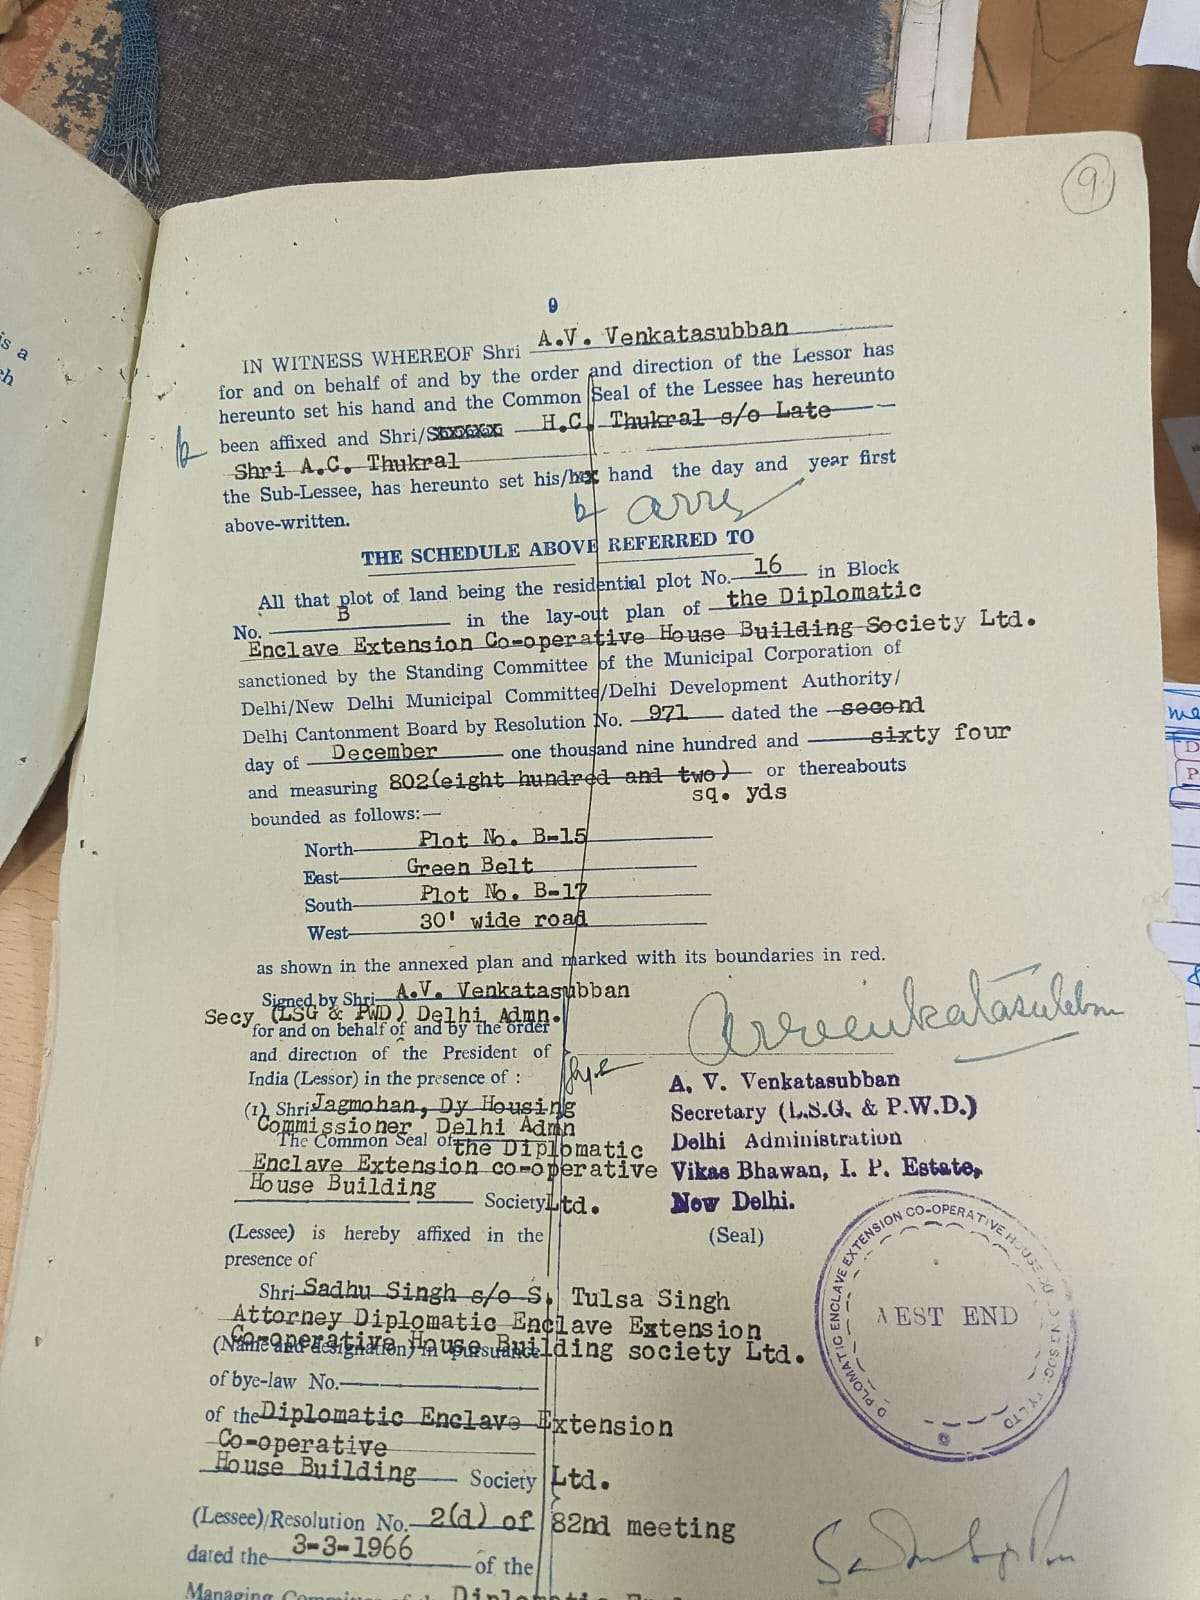 9
9
IN WITNESS WHEREOF Shri A.V. Venkatasubban
for and on behalf of and by the order and direction of the Lessor has
hereunto set his hand and the Common Seal of the Lessee has hereunto
been affixed and Shri/ H.C. Thukral s/o Late
Shri A.C. Thukral
the Sub-Lessee, has hereunto set his/her hand the day and year first
above-written.
THE SCHEDULE ABOVE REFERRED TO
All that plot of land being the residential plot No. 16 in Block
No. B in the lay-out plan of the Diplomatic
Enclave Extension Co-operative House Building Society Ltd.
sanctioned by the Standing Committee of the Municipal Corporation of
Delhi/New Delhi Municipal Committee/Delhi Development Authority/
Delhi Cantonment Board by Resolution No. 971 dated the second
day of December one thousand nine hundred and sixty four
and measuring 802(eight hundred and two) or thereabouts
sq. yds
bounded as follows:—
North— Plot No. B-15
East— Green Belt
South— Plot No. B-17
West— 30' wide road
as shown in the annexed plan and marked with its boundaries in red.
Signed by Shri A.V. Venkatasubban
Secy (LSG & PWD) Delhi Admn.
for and on behalf of and by the order
and direction of the President of
India (Lessor) in the presence of :
(1) Shri Jagmohan, Dy Housing
Commissioner Delhi Admn
The Common Seal of the Diplomatic
Enclave Extension co-operative
House Building Society Ltd.
A. V. Venkatasubban
Secretary (L.S.G. & P.W.D.)
Delhi Administration
Vikas Bhawan, I. P. Estate,
New Delhi.
(Seal)
(Lessee) is hereby affixed in the
presence of
Shri Sadhu Singh s/o S. Tulsa Singh
Attorney Diplomatic Enclave Extension
Co-operative House Building society Ltd.
(Name and designation) in pursuance
of bye-law No.
of the Diplomatic Enclave Extension
Co-operative
House Building Society Ltd.
(Lessee)/Resolution No. 2(d) of 82nd meeting
dated the 3-3-1966 of the
Managing
DIPLOMATIC ENCLAVE EXTENSION CO-OPERATIVE HOUSE
EST END